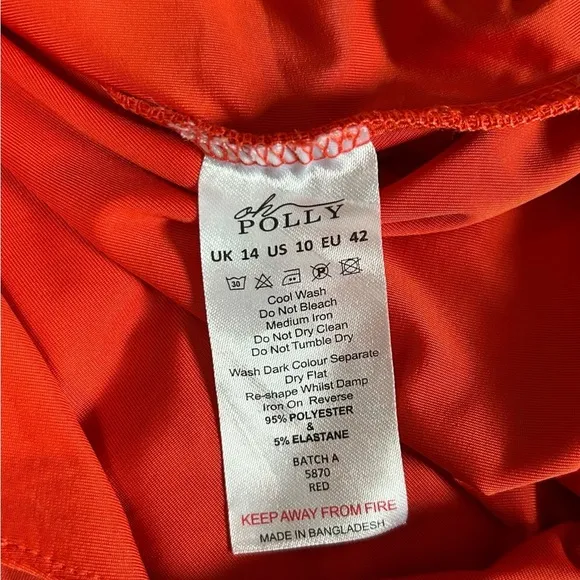 oh
POLLY
UK 14 US 10 EU 42
30 P
Cool Wash
Do Not Bleach
Medium Iron
Do Not Dry Clean
Do Not Tumble Dry
Wash Dark Colour Separate
Dry Flat
Re-shape Whilst Damp
Iron On Reverse
95% POLYESTER
&
5% ELASTANE
BATCH A
5870
RED
KEEP AWAY FROM FIRE
MADE IN BANGLADESH